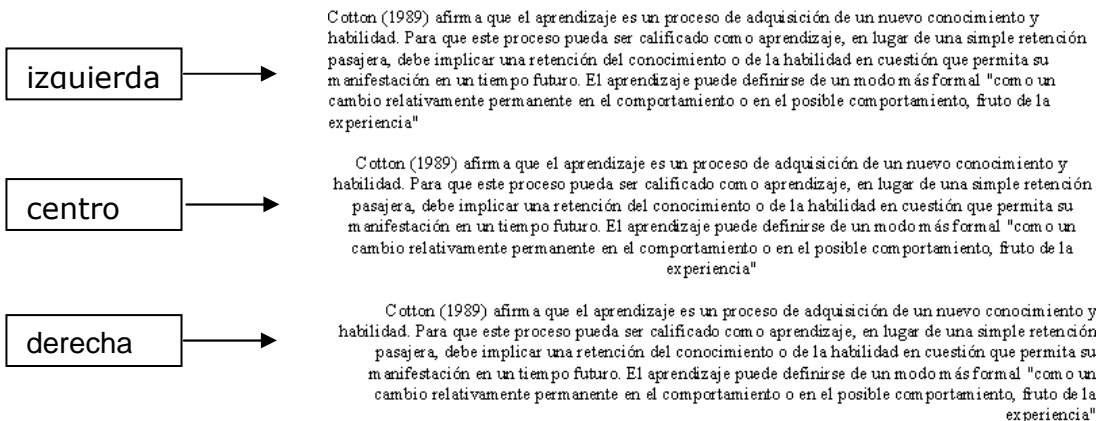 Cotton (1989) afirma que el aprendizaje es un proceso de adquisición de un nuevo conocimiento y
habilidad. Para que este proceso pueda ser calificado como aprendizaje, en lugar de una simple retención
izquierda
pasajera, debe implicar una retención del conocimiento o de la habilidad en cuestión que permita su
manifestación en un tiempo futuro. El aprendizaje puede definirse de un modo más formal "como un
cambio relativamente permanente en el comportamiento o en el posible comportamiento, fruto de la
experiencia"
Cotton (1989) afirma que el aprendizaje es un proceso de adquisición de un nuevo conocimiento y
habilidad. Para que este proceso pueda ser calificado como aprendizaje, en lugar de una simple retención
centro
pasajera, debe implicar una retención del conocimiento o de la habilidad en cuestión que permita su
manifestación en un tiempo futuro. El aprendizaje puede definirse de un modo más formal "como un
cambio relativamente permanente en el comportamiento o en el posible comportamiento, fruto de la
experiencia"
Cotton (1989) afirma que el aprendizaje es un proceso de adquisición de un nuevo conocimiento y
habilidad. Para que este proceso pueda ser calificado como aprendizaje, en lugar de una simple retención
derecha
pasajera, debe implicar una retención del conocimiento o de la habilidad en cuestión que permita su
manifestación en un tiempo futuro. El aprendizaje puede definirse de un modo más formal "como un
cambio relativamente permanente en el comportamiento o en el posible comportamiento, fruto de la
experiencia"